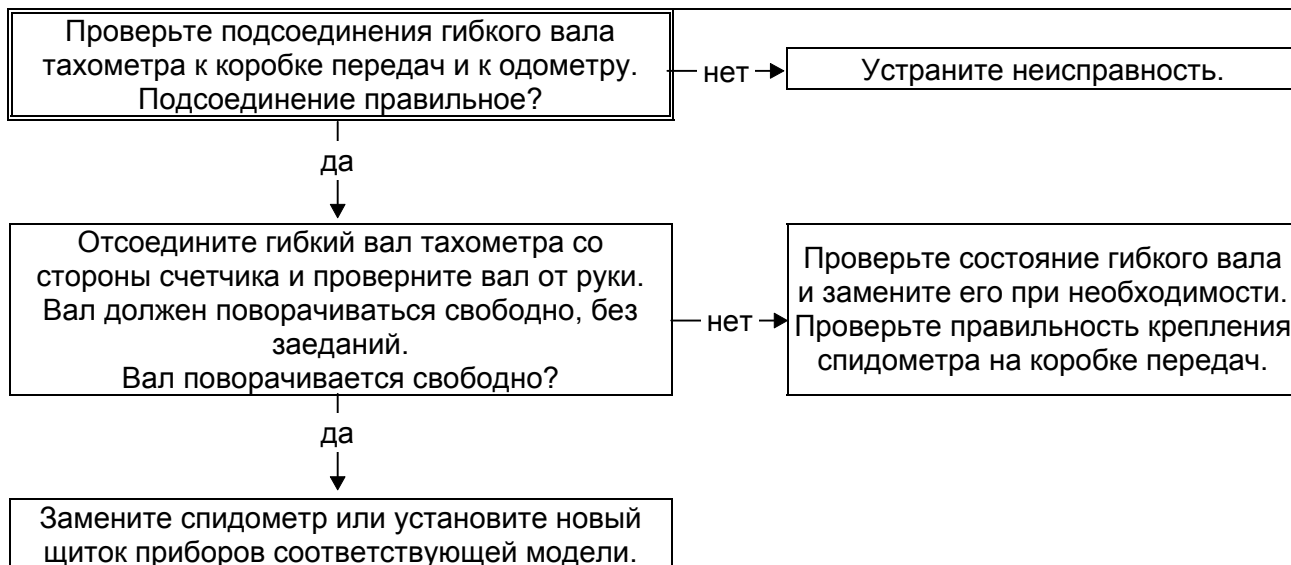 Проверьте подсоединения гибкого вала
тахометра к коробке передач и к одометру.
Подсоединение правильное?
нет
Устраните неисправность.
да
Отсоедините гибкий вал тахометра со
стороны счетчика и проверните вал от руки.
Вал должен поворачиваться свободно, без
заеданий.
Вал поворачивается свободно?
нет
Проверьте состояние гибкого вала
и замените его при необходимости.
Проверьте правильность крепления
спидометра на коробке передач.
да
Замените спидометр или установите новый
щиток приборов соответствующей модели.